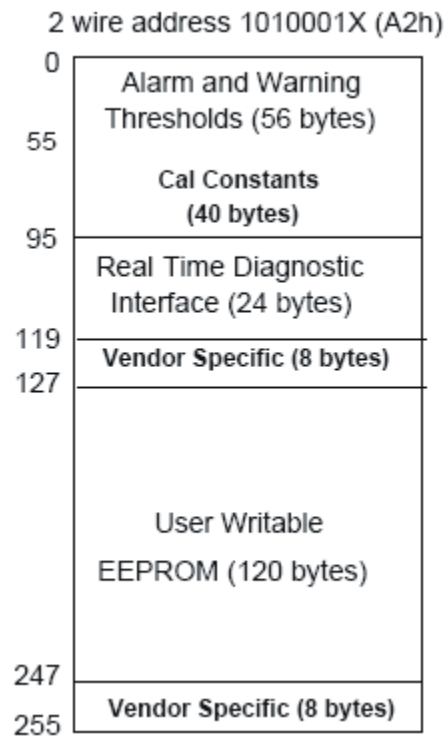 2 wire address 1010001X (A2h)
0
Alarm and Warning
Thresholds (56 bytes)
55
Cal Constants
(40 bytes)
95
Real Time Diagnostic
Interface (24 bytes)
119
Vendor Specific (8 bytes)
127
User Writable
EEPROM (120 bytes)
247
Vendor Specific (8 bytes)
255